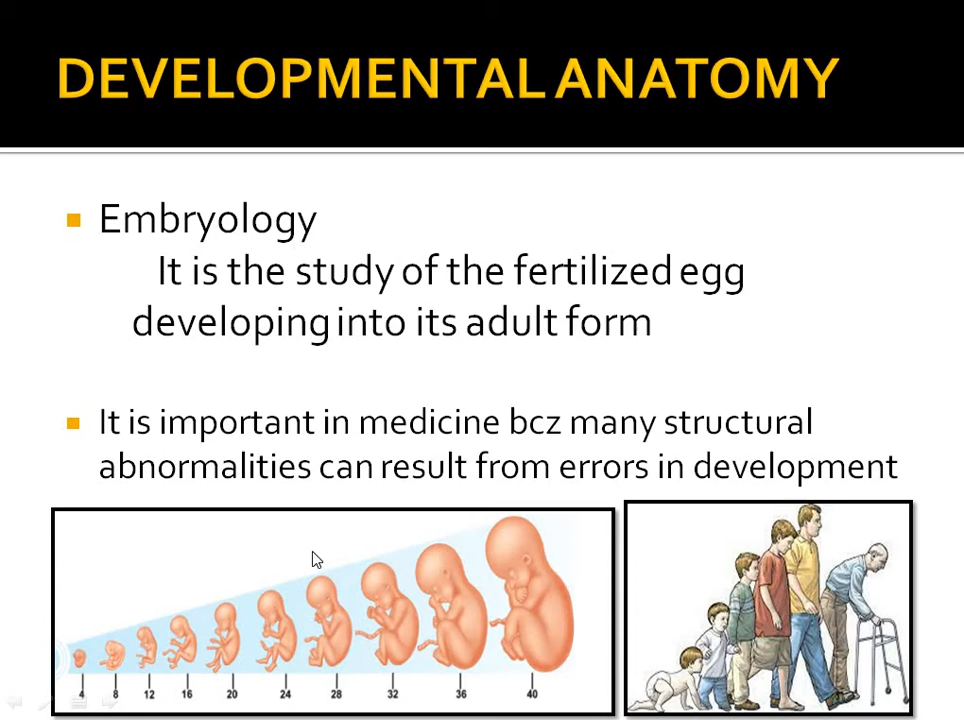 DEVELOPMENTAL ANATOMY
Embryology
It is the study of the fertilized egg
developing into its adult form
It is important in medicine bcz many structural
abnormalities can result from errors in development
4 8 12 16 20 24 28 32 36 40